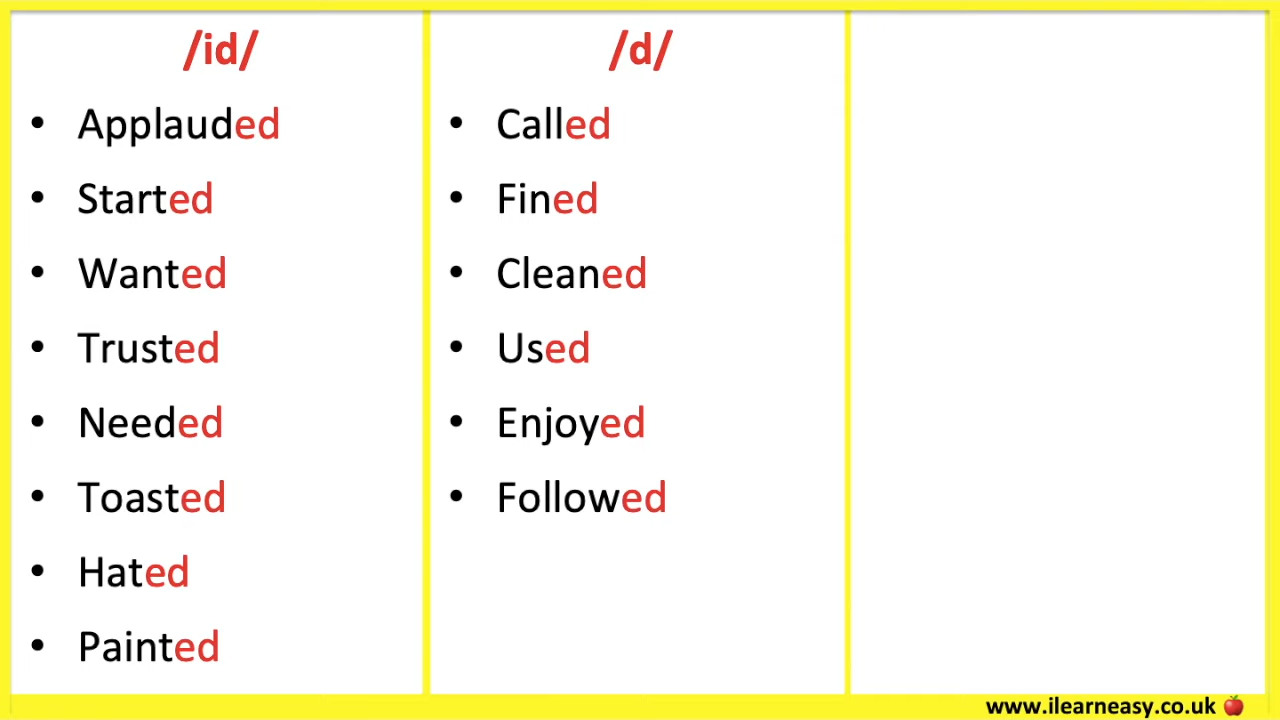 /id/
• Applauded
• Started
• Wanted
• Trusted
• Needed
• Toasted
• Hated
• Painted
/d/
• Called
• Fined
• Cleaned
• Used
• Enjoyed
• Followed
www.ilearneasy.co.uk